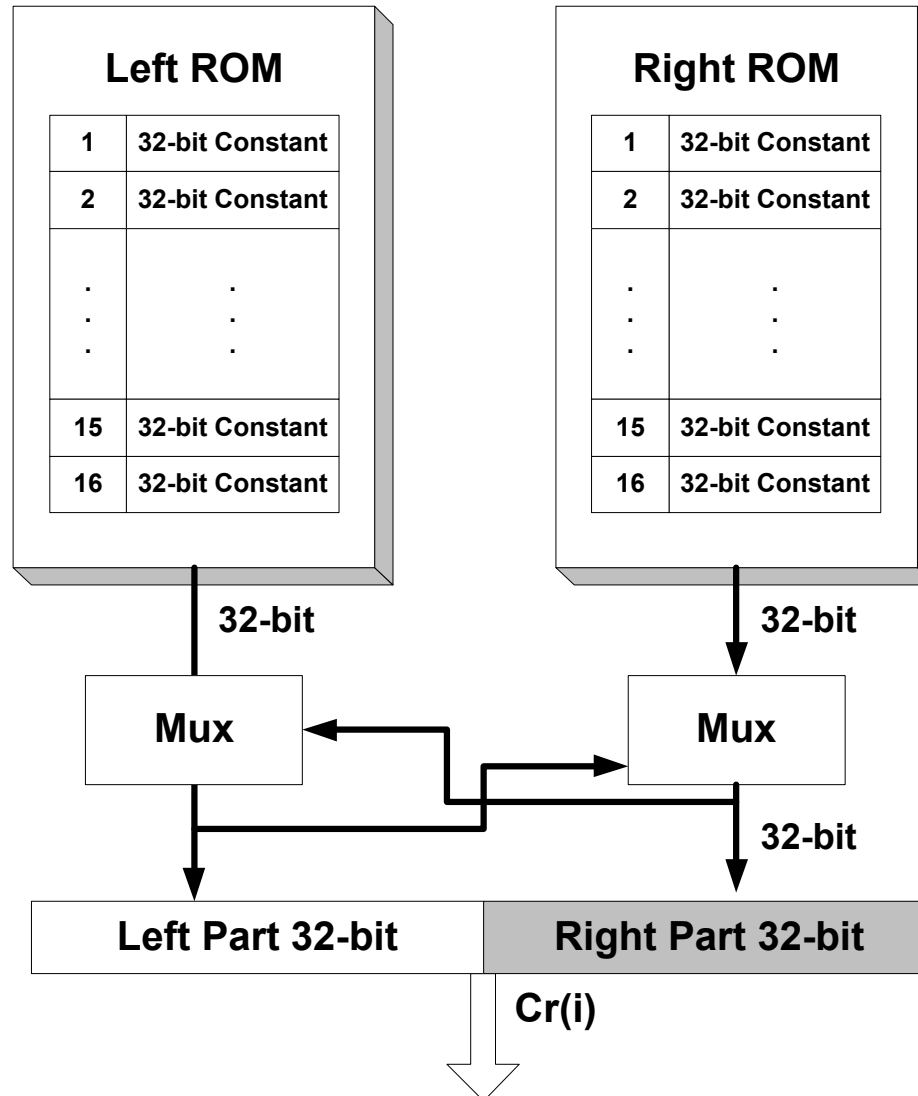 Left ROM
1 32-bit Constant
2 32-bit Constant
. .
. .
. .
15 32-bit Constant
16 32-bit Constant
32-bit
Mux
Right ROM
1 32-bit Constant
2 32-bit Constant
. .
. .
. .
15 32-bit Constant
16 32-bit Constant
32-bit
Mux
32-bit
Left Part 32-bit
Right Part 32-bit
Cr(i)